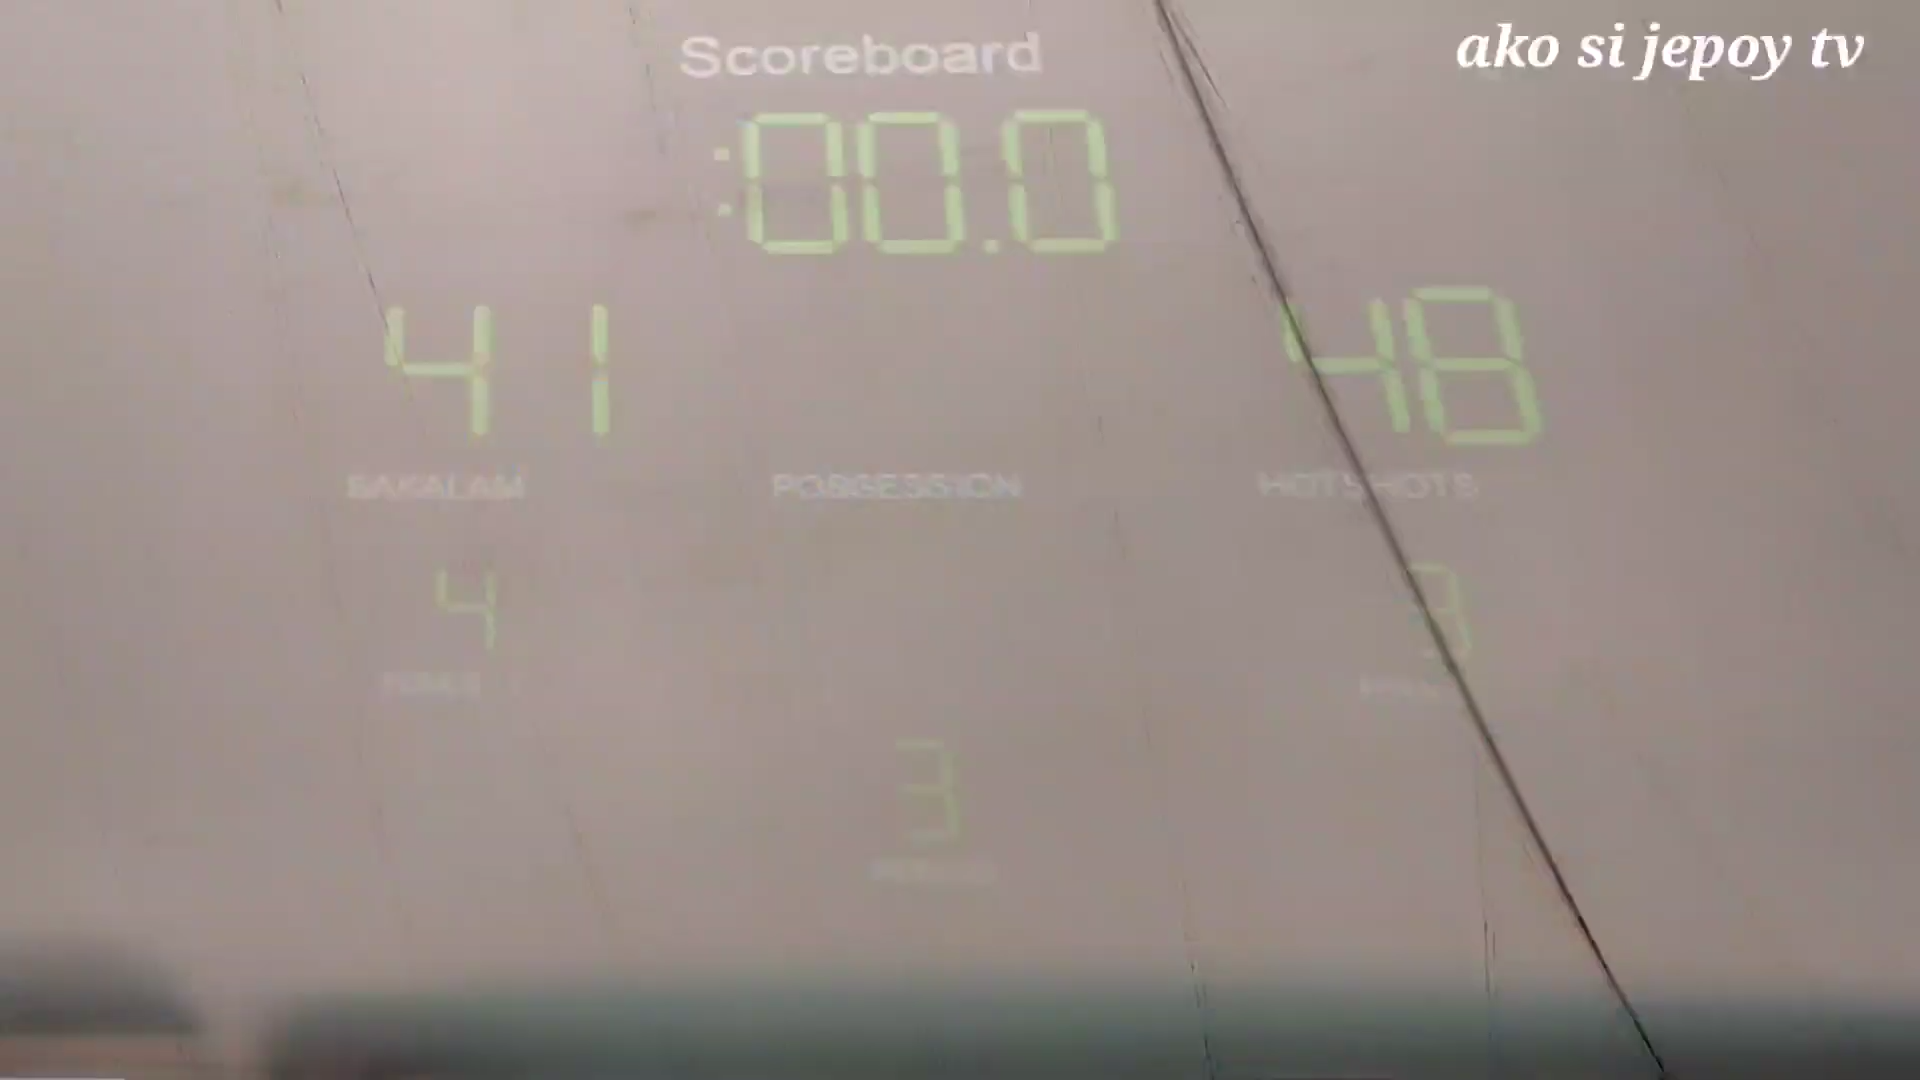 ako si jepoy tv
Scoreboard
:00.0
41 48
BAKALAM POSSESSION HOTSHOTS
4 3
3